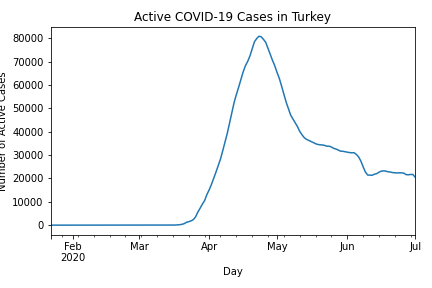 Active COVID-19 Cases in Turkey
Number of Active Cases
80000
70000
60000
50000
40000
30000
20000
10000
0
Feb Mar Apr May Jun Jul
2020
Day